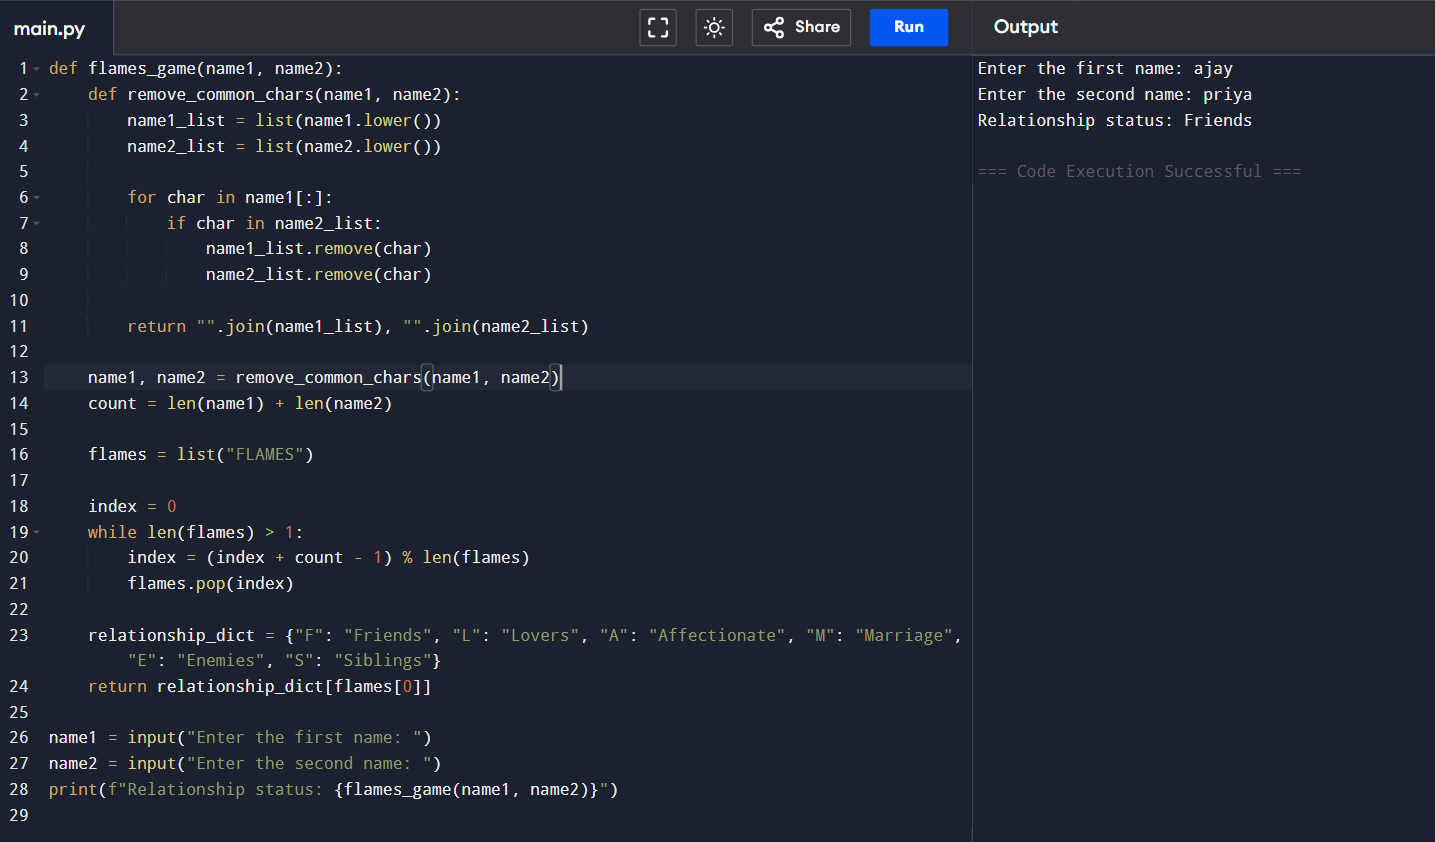 main.py
Share
Run
Output
1 def flames_game(name1, name2):
2     def remove_common_chars(name1, name2):
3         name1_list = list(name1.lower())
4         name2_list = list(name2.lower())
5
6         for char in name1[:]:
7             if char in name2_list:
8                 name1_list.remove(char)
9                 name2_list.remove(char)
10
11         return "".join(name1_list), "".join(name2_list)
12
13     name1, name2 = remove_common_chars(name1, name2)
14     count = len(name1) + len(name2)
15
16     flames = list("FLAMES")
17
18     index = 0
19     while len(flames) > 1:
20         index = (index + count - 1) % len(flames)
21         flames.pop(index)
22
23     relationship_dict = {"F": "Friends", "L": "Lovers", "A": "Affectionate", "M": "Marriage",
        "E": "Enemies", "S": "Siblings"}
24     return relationship_dict[flames[0]]
25
26 name1 = input("Enter the first name: ")
27 name2 = input("Enter the second name: ")
28 print(f"Relationship status: {flames_game(name1, name2)}")
29
Enter the first name: ajay
Enter the second name: priya
Relationship status: Friends
=== Code Execution Successful ===